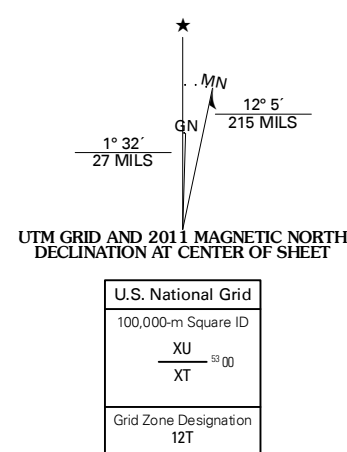 ★
MN
GN
12° 5´
215 MILS
1° 32´
27 MILS
UTM GRID AND 2011 MAGNETIC NORTH
DECLINATION AT CENTER OF SHEET
U.S. National Grid
100,000-m Square ID
XU
53 00
XT
Grid Zone Designation
12T